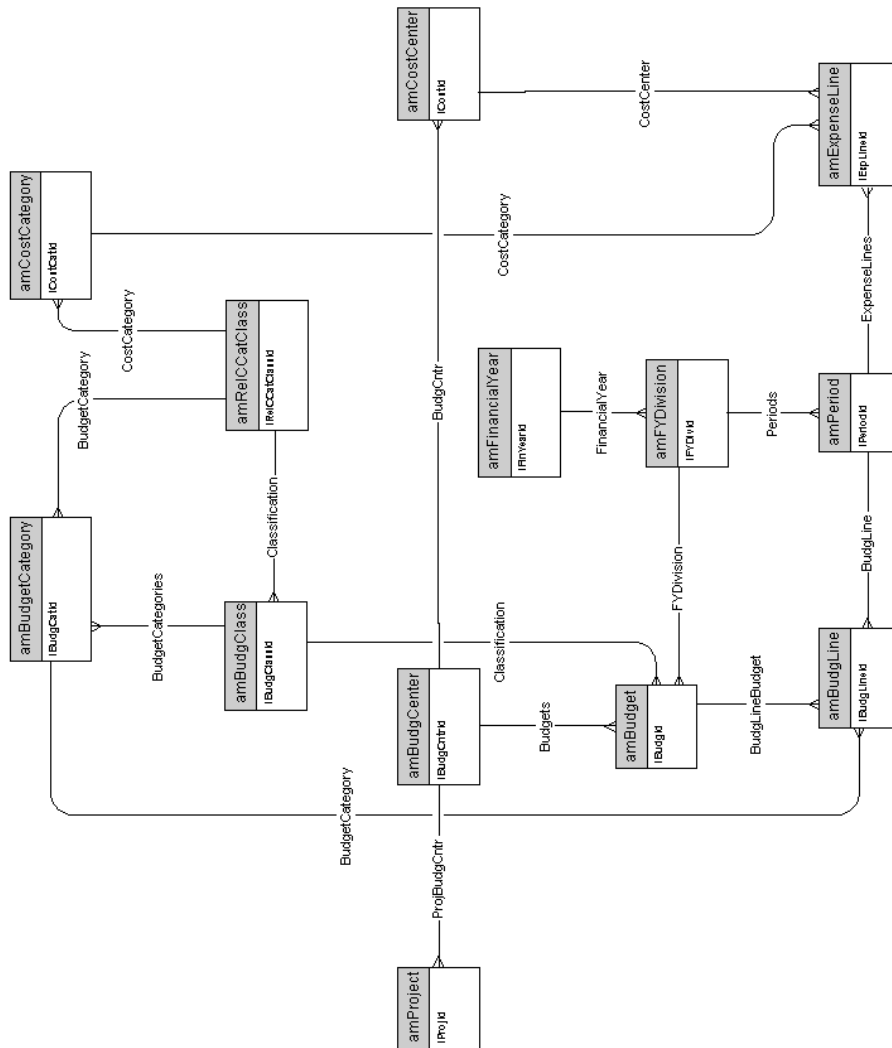 amBudgetCategory
lBudgCatId
amCostCategory
lCostCatId
BudgetCategory
CostCategory
BudgetCategories
amBudgClass
lBudgClassId
Classification
amRelCCatClass
lRelCCatClassId
BudgetCategory
amProject
lProjId
ProjBudgCntr
amBudgCenter
lBudgCntrId
BudgCntr
amCostCenter
lCostId
amFinancialYear
lFinYearId
Classification
CostCategory
Budgets
FinancialYear
CostCenter
amBudget
lBudgId
FYDivision
amFYDivision
lFYDivId
BudgLineBudget
Periods
amBudgLine
lBudgLineId
BudgLine
amPeriod
lPeriodId
ExpenseLines
amExpenseLine
lExpLineId